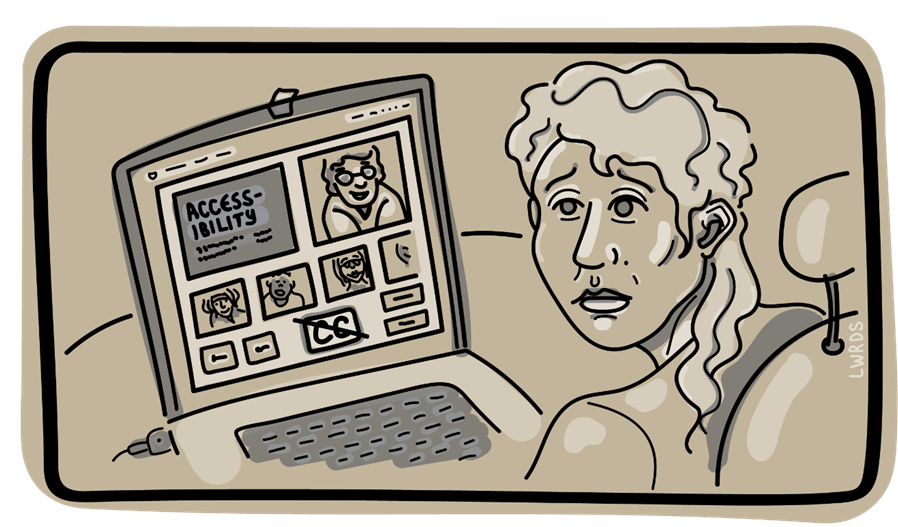 ACCESS-
IBILITY
CC
LWRDS